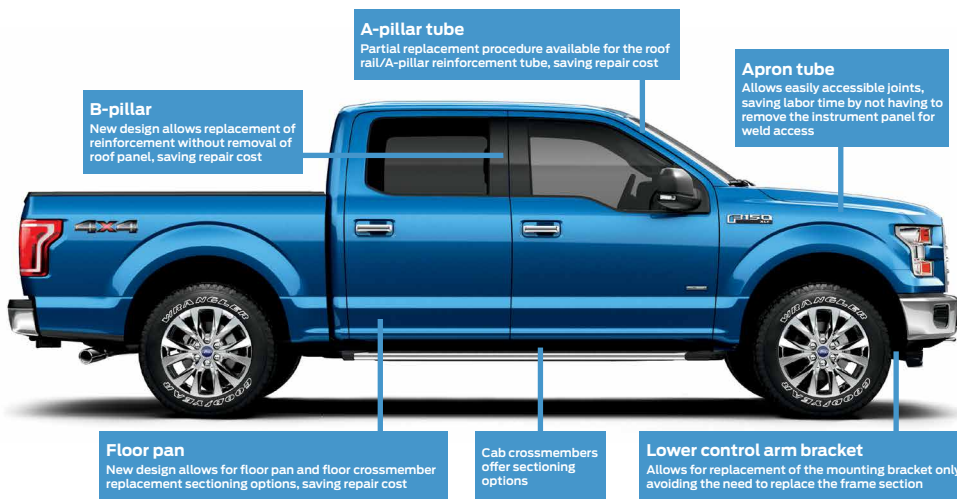 A-pillar tube
Partial replacement procedure available for the roof
rail/A-pillar reinforcement tube, saving repair cost
Apron tube
Allows easily accessible joints,
saving labor time by not having to
remove the instrument panel for
weld access
B-pillar
New design allows replacement of
reinforcement without removal of
roof panel, saving repair cost
4x4
F150
XLT
WRANGLER
GOODYEAR
Ford
WRANGLER
GOODYEAR
Ford
Floor pan
New design allows for floor pan and floor crossmember
replacement sectioning options, saving repair cost
Cab crossmembers
offer sectioning
options
Lower control arm bracket
Allows for replacement of the mounting bracket only
avoiding the need to replace the frame section